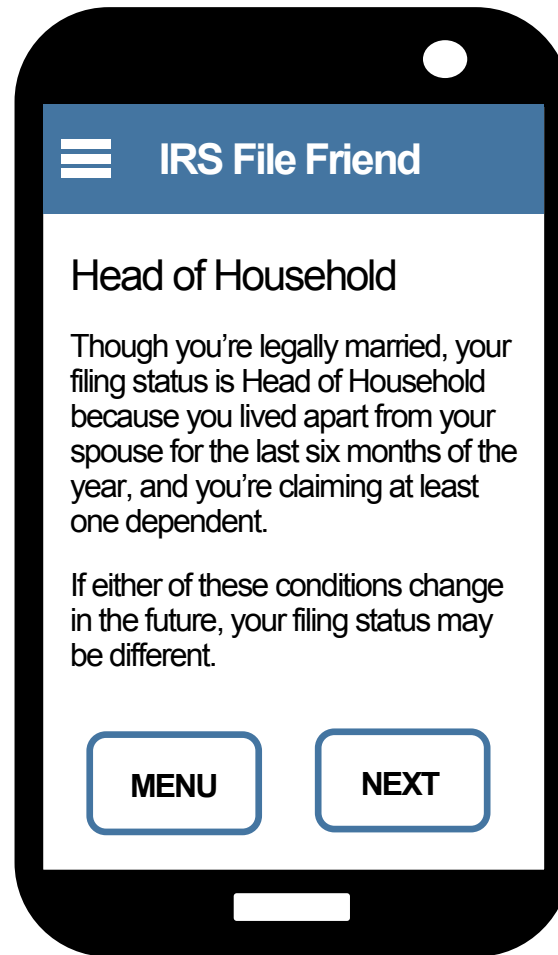 IRS File Friend
Head of Household
Though you’re legally married, your
filing status is Head of Household
because you lived apart from your
spouse for the last six months of the
year, and you’re claiming at least
one dependent.
If either of these conditions change
in the future, your filing status may
be different.
MENU
NEXT